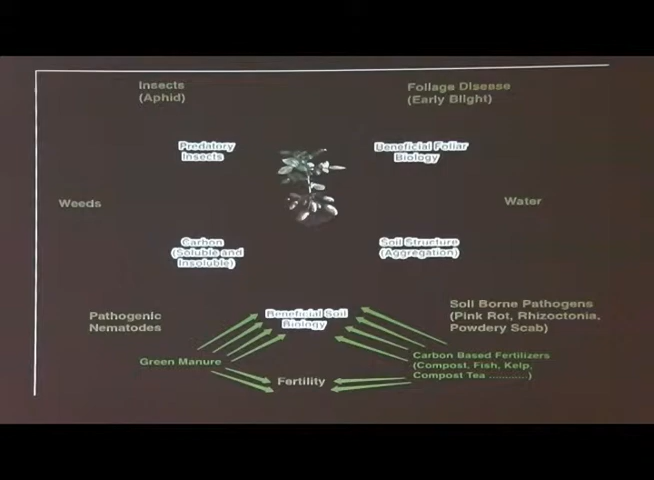 Insects
(Aphid)
Foliage Disease
(Early Blight)
Predatory
Insects
Beneficial Foliar
Biology
Weeds
Water
Carbon
(Soluble and
Insoluble)
Soil Structure
(Aggregation)
Pathogenic
Nematodes
Beneficial Soil
Biology
Soil Borne Pathogens
(Pink Rot, Rhizoctonia,
Powdery Scab)
Green Manure
Fertility
Carbon Based Fertilizers
(Compost, Fish, Kelp,
Compost Tea ...........)